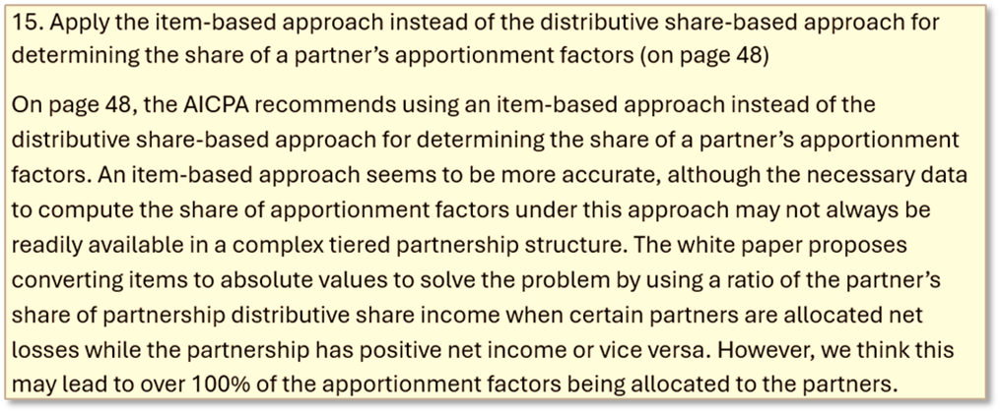 15. Apply the item-based approach instead of the distributive share-based approach for
determining the share of a partner’s apportionment factors (on page 48)
On page 48, the AICPA recommends using an item-based approach instead of the
distributive share-based approach for determining the share of a partner’s apportionment
factors. An item-based approach seems to be more accurate, although the necessary data
to compute the share of apportionment factors under this approach may not always be
readily available in a complex tiered partnership structure. The white paper proposes
converting items to absolute values to solve the problem by using a ratio of the partner’s
share of partnership distributive share income when certain partners are allocated net
losses while the partnership has positive net income or vice versa. However, we think this
may lead to over 100% of the apportionment factors being allocated to the partners.